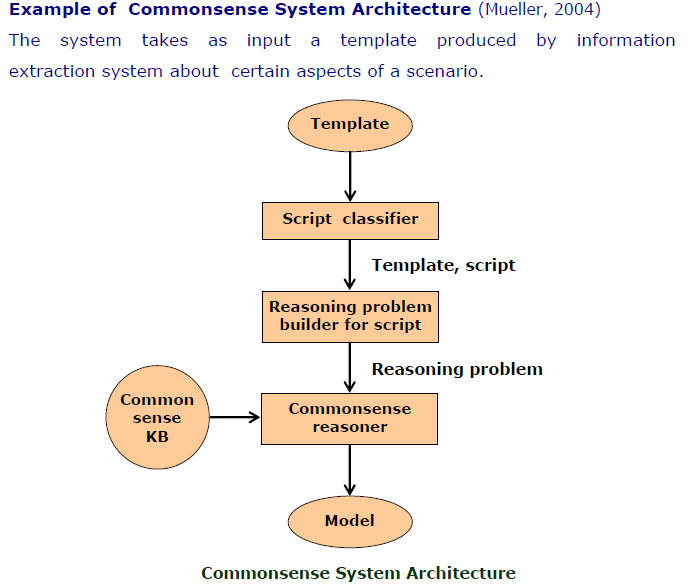 Example of Commonsense System Architecture (Mueller, 2004)
The system takes as input a template produced by information
extraction system about certain aspects of a scenario.
Template
Script classifier
Template, script
Reasoning problem
builder for script
Reasoning problem
Common
sense
KB
Commonsense
reasoner
Model
Commonsense System Architecture